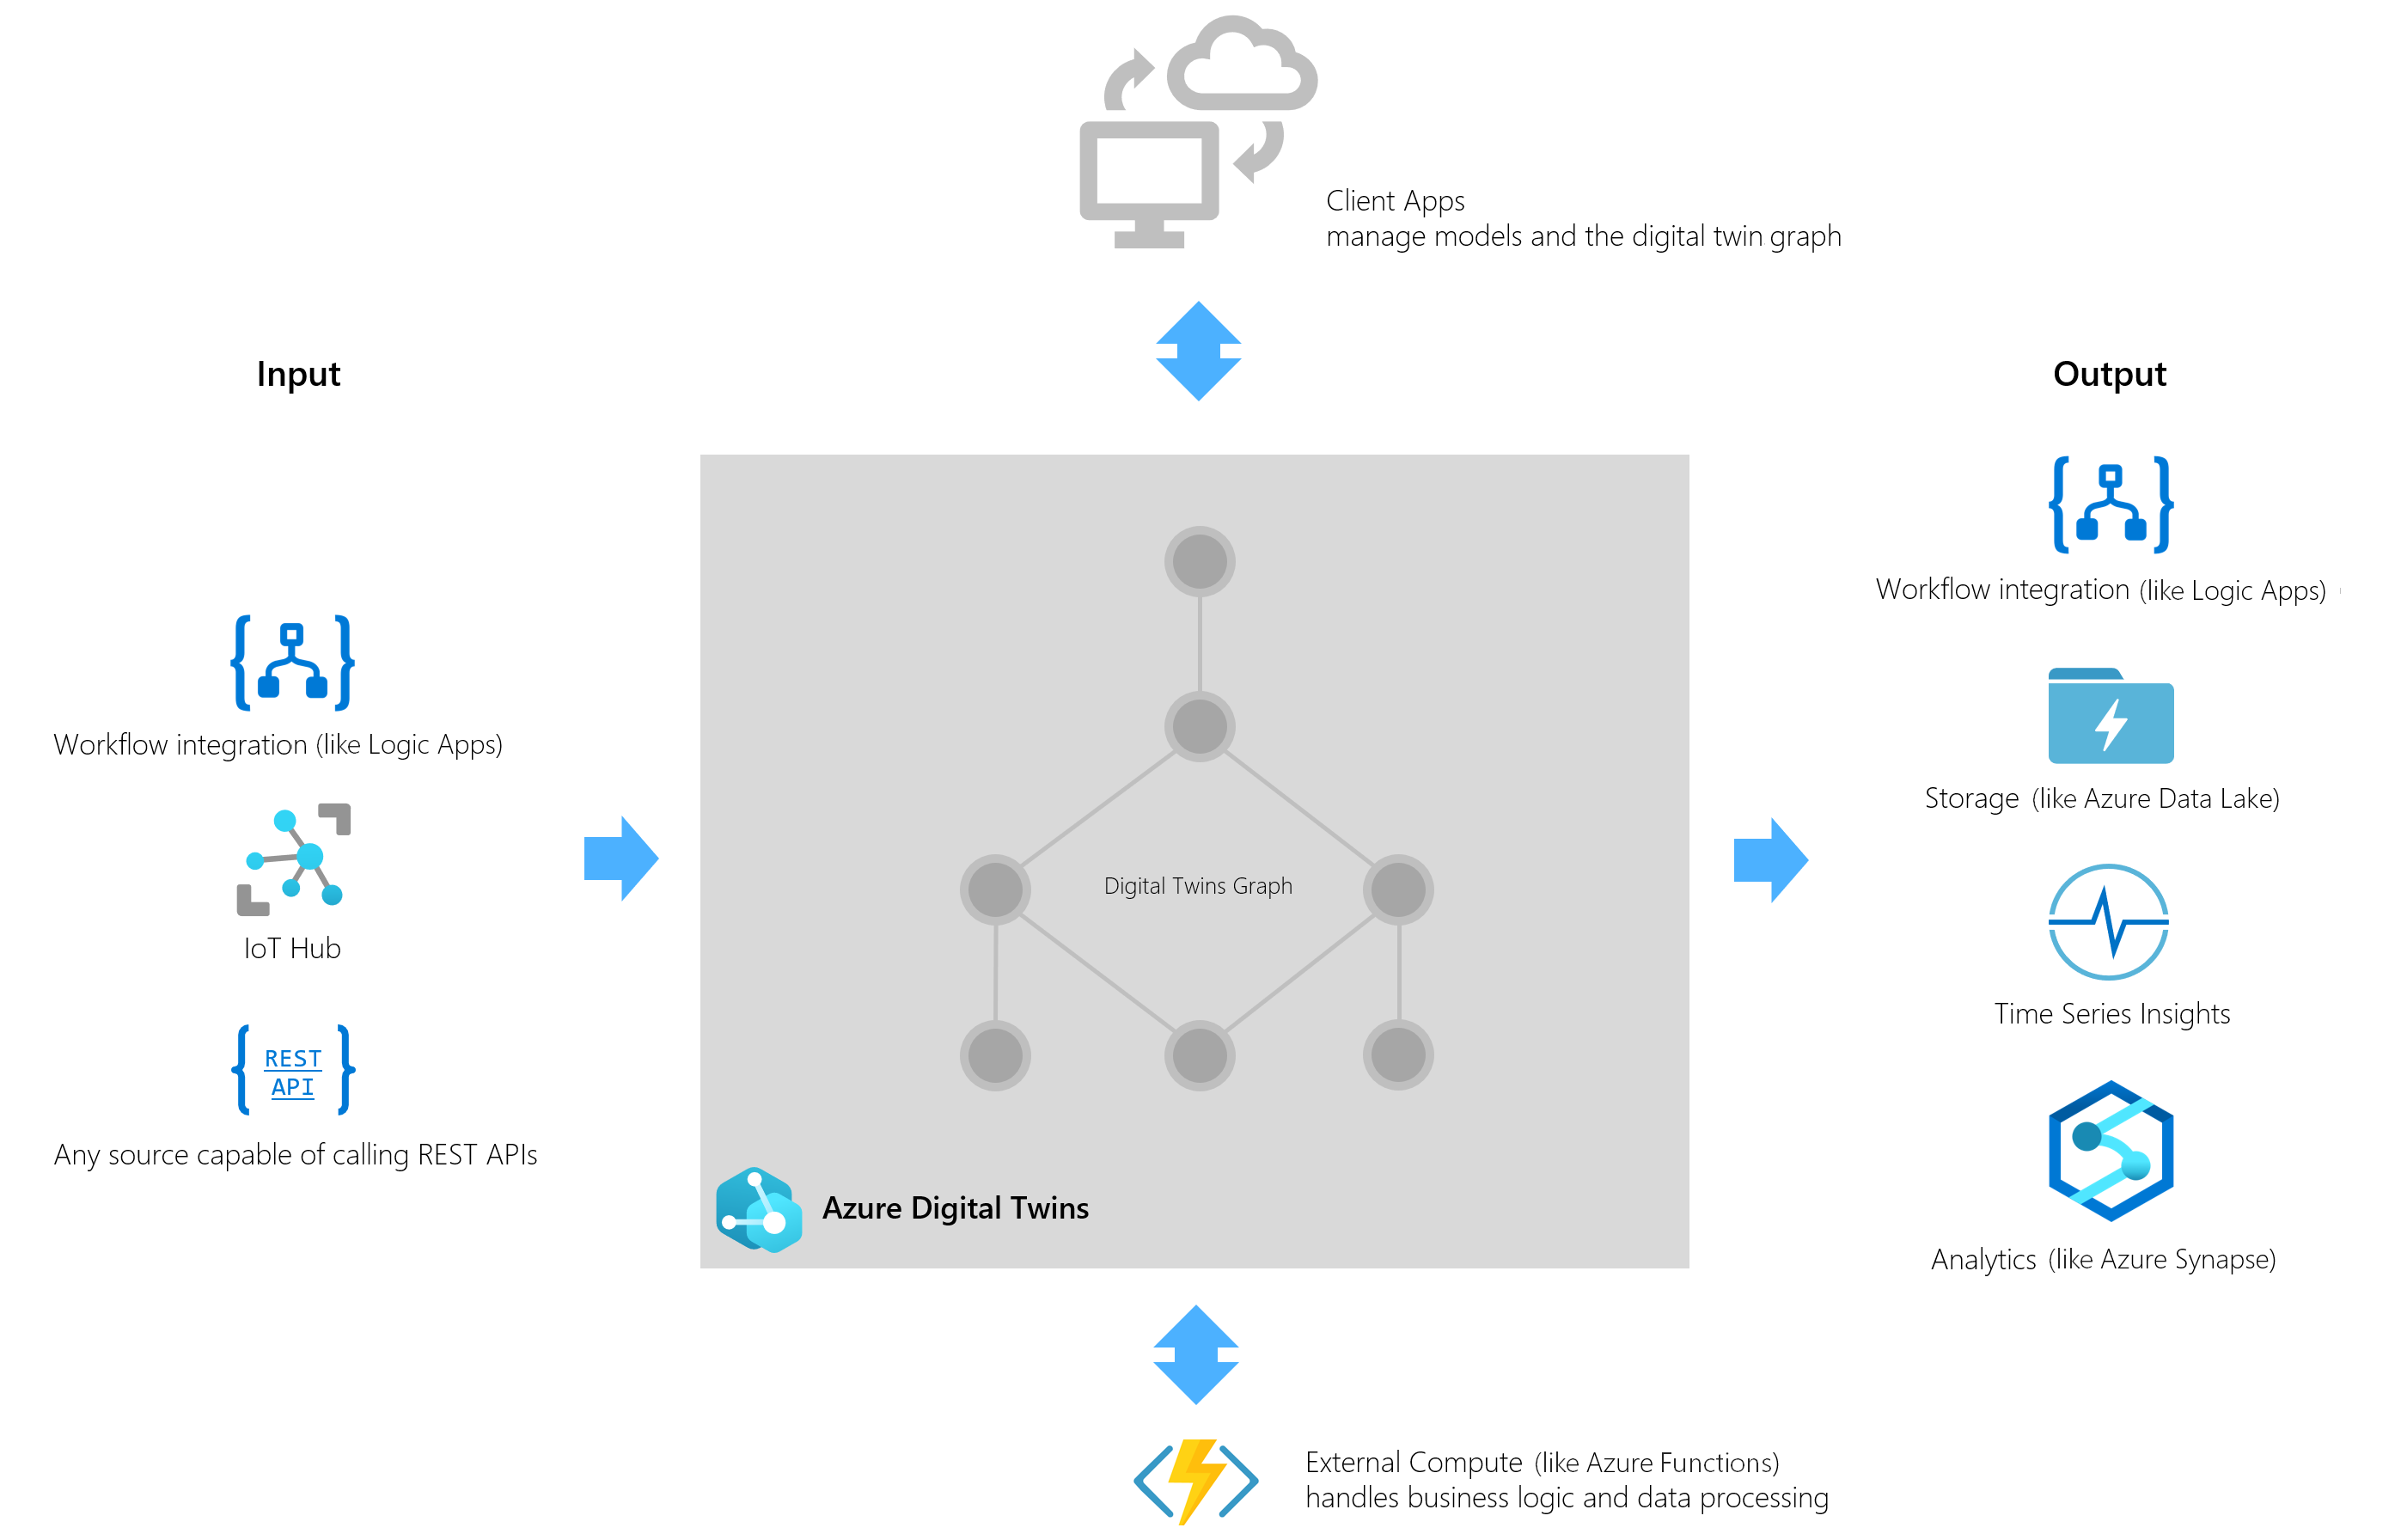 Client Apps
manage models and the digital twin graph
Input
Output
Workflow integration (like Logic Apps)
IoT Hub
REST
API
Any source capable of calling REST APIs
Digital Twins Graph
Azure Digital Twins
Workflow integration (like Logic Apps)
Storage (like Azure Data Lake)
Time Series Insights
Analytics (like Azure Synapse)
External Compute (like Azure Functions)
handles business logic and data processing